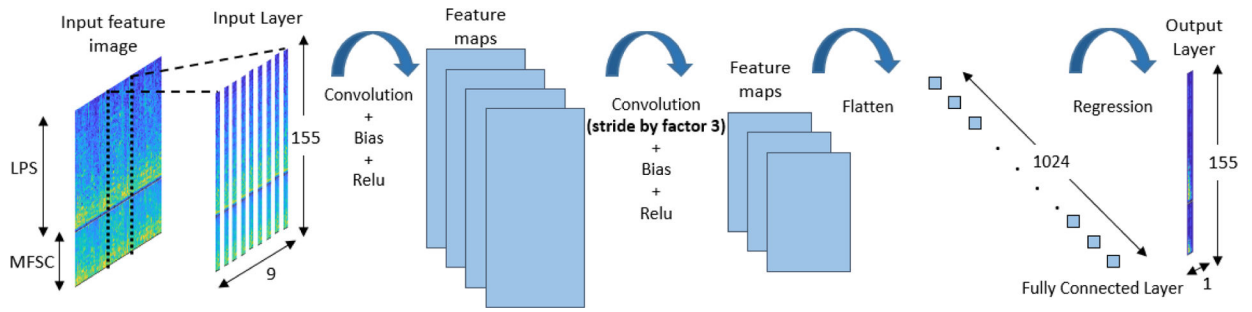 Input feature
image
LPS
MFSC
Input Layer
155
9
Convolution
+
Bias
+
Relu
Feature
maps
Convolution
(stride by factor 3)
+
Bias
+
Relu
Feature
maps
Flatten
1024
Fully Connected Layer
Regression
Output
Layer
155
1